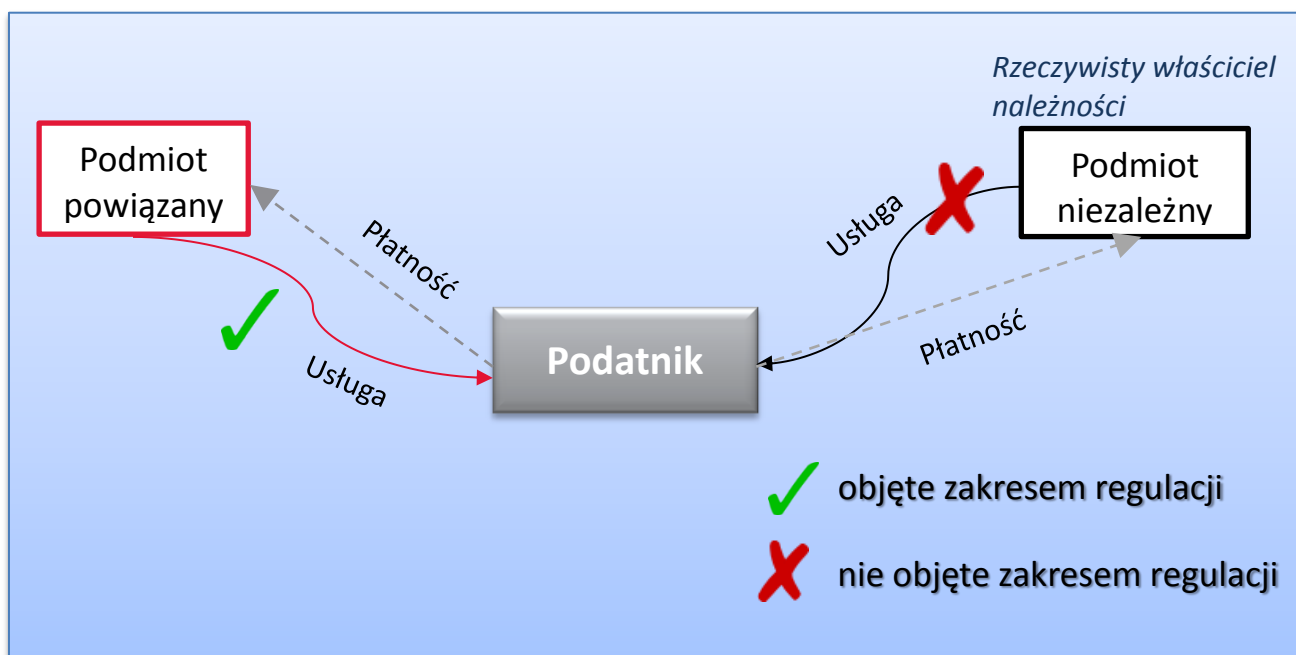 Rzeczywisty właściciel
należności
Podmiot
powiązany
Podmiot
niezależny
Płatność
Usługa
Usługa
Płatność
Podatnik
objęte zakresem regulacji
nie objęte zakresem regulacji